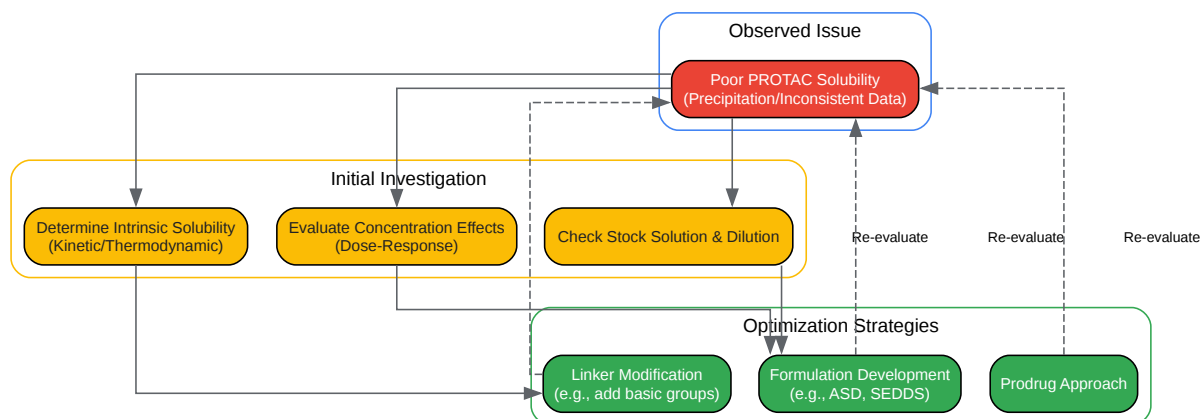 Observed Issue
Poor PROTAC Solubility
(Precipitation/Inconsistent Data)
Initial Investigation
Determine Intrinsic Solubility
(Kinetic/Thermodynamic)
Evaluate Concentration Effects
(Dose-Response)
Check Stock Solution & Dilution
Re-evaluate
Re-evaluate
Re-evaluate
Optimization Strategies
Linker Modification
(e.g., add basic groups)
Formulation Development
(e.g., ASD, SEDDS)
Prodrug Approach